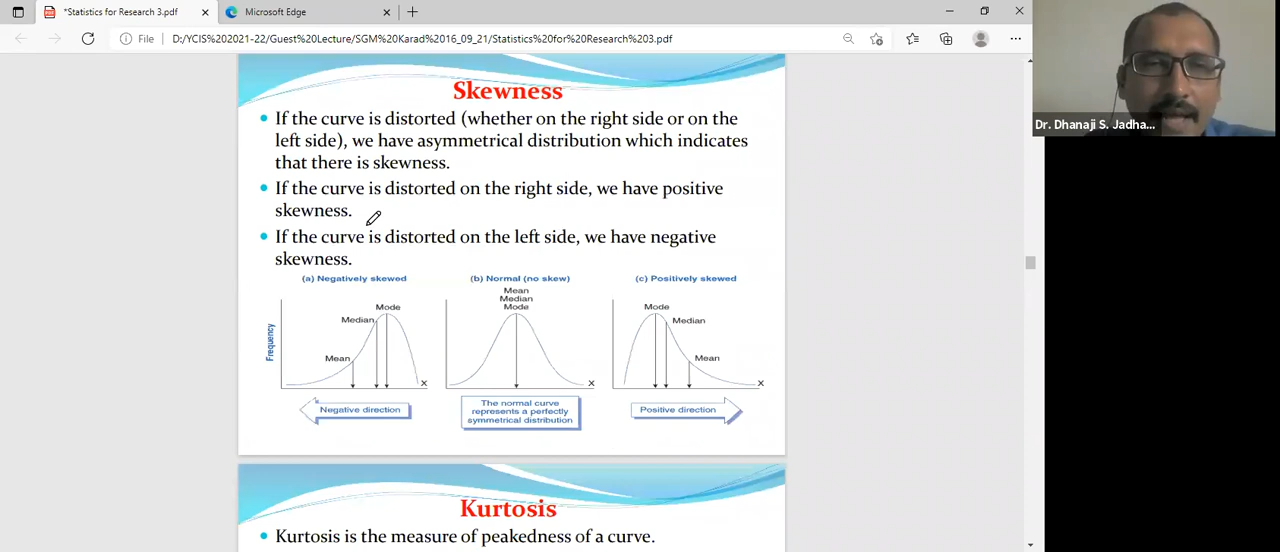 *Statistics for Research 3.pdf
Microsoft Edge
File
D:/YCIS%202021-22/Guest%20Lecture/SGM%20Karad%2016_09_21/Statistics%20for%20Research%203.pdf
Dr. Dhanaji S. Jadha...
Skewness
If the curve is distorted (whether on the right side or on the
left side), we have asymmetrical distribution which indicates
that there is skewness.
If the curve is distorted on the right side, we have positive
skewness.
If the curve is distorted on the left side, we have negative
skewness.
(a) Negatively skewed
Mode
Median
Mean
Frequency
X
Negative direction
(b) Normal (no skew)
Mean
Median
Mode
X
The normal curve
represents a perfectly
symmetrical distribution
(c) Positively skewed
Mode
Median
Mean
X
Positive direction
Kurtosis
Kurtosis is the measure of peakedness of a curve.